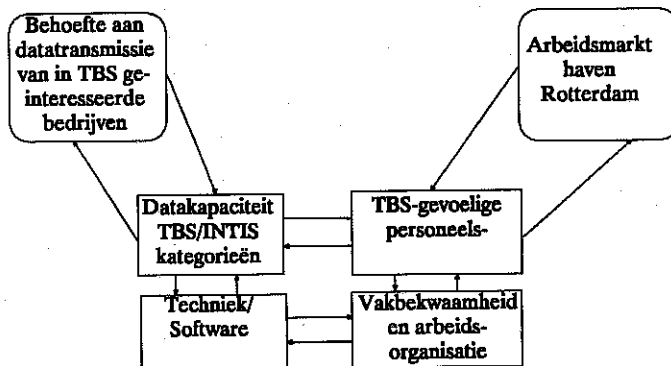 Behoefte aan
datatransmissie
van in TBS ge-
interesseerde
bedrijven
Arbeidsmarkt
haven
Rotterdam
Datakapaciteit
TBS/INTIS
kategorieën
TBS-gevoelige
personeels-
Techniek/
Software
Vakbekwaamheid
en arbeids-
organisatie